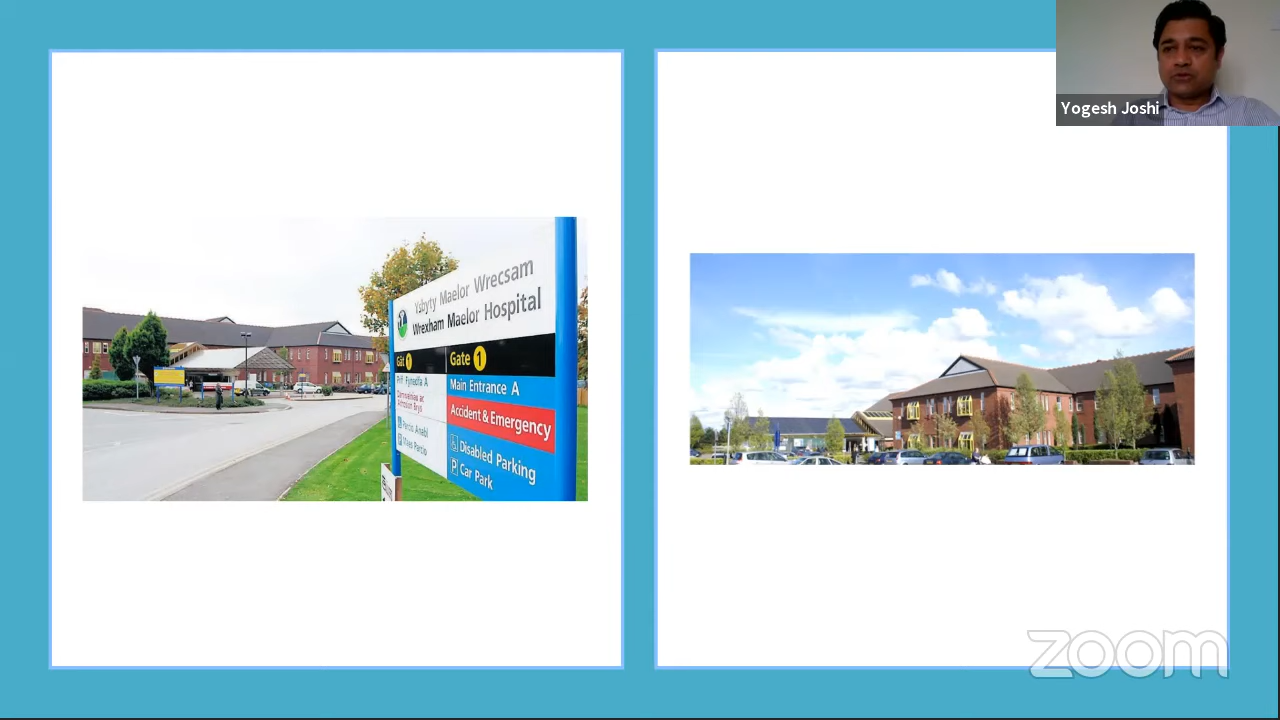 Yogesh Joshi
Ysbyty Maelor Wrecsam
Wrexham Maelor Hospital
Gât 1
Gate 1
Main Entrance A
Accident & Emergency
Disabled Parking
P Car Park
zoom